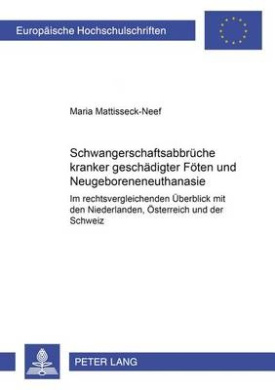 Europäische Hochschulschriften
Maria Mattisseck-Neef
Schwangerschaftsabbrüche
kranker geschädigter Föten und
Neugeboreneneuthanasie
Im rechtsvergleichenden Überblick mit
den Niederlanden, Österreich und der
Schweiz
PETER LANG